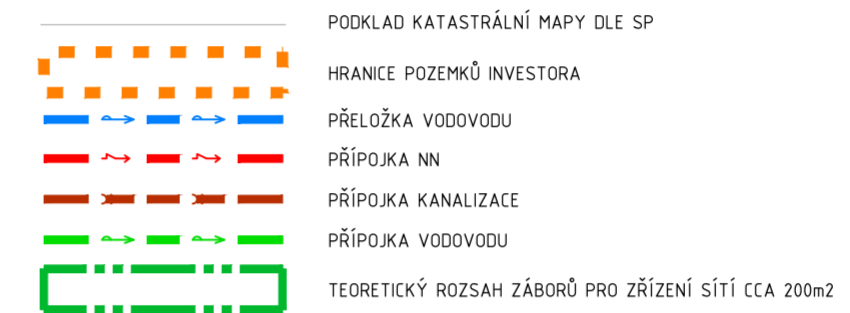 PODKLAD KATASTRÁLNÍ MAPY DLE SP
HRANICE POZEMKŮ INVESTORA
PŘELOŽKA VODOVODU
PŘÍPOJKA NN
PŘÍPOJKA KANALIZACE
PŘÍPOJKA VODOVODU
TEORETICKÝ ROZSAH ZÁBORŮ PRO ZŘÍZENÍ SÍTÍ CCA 200m2